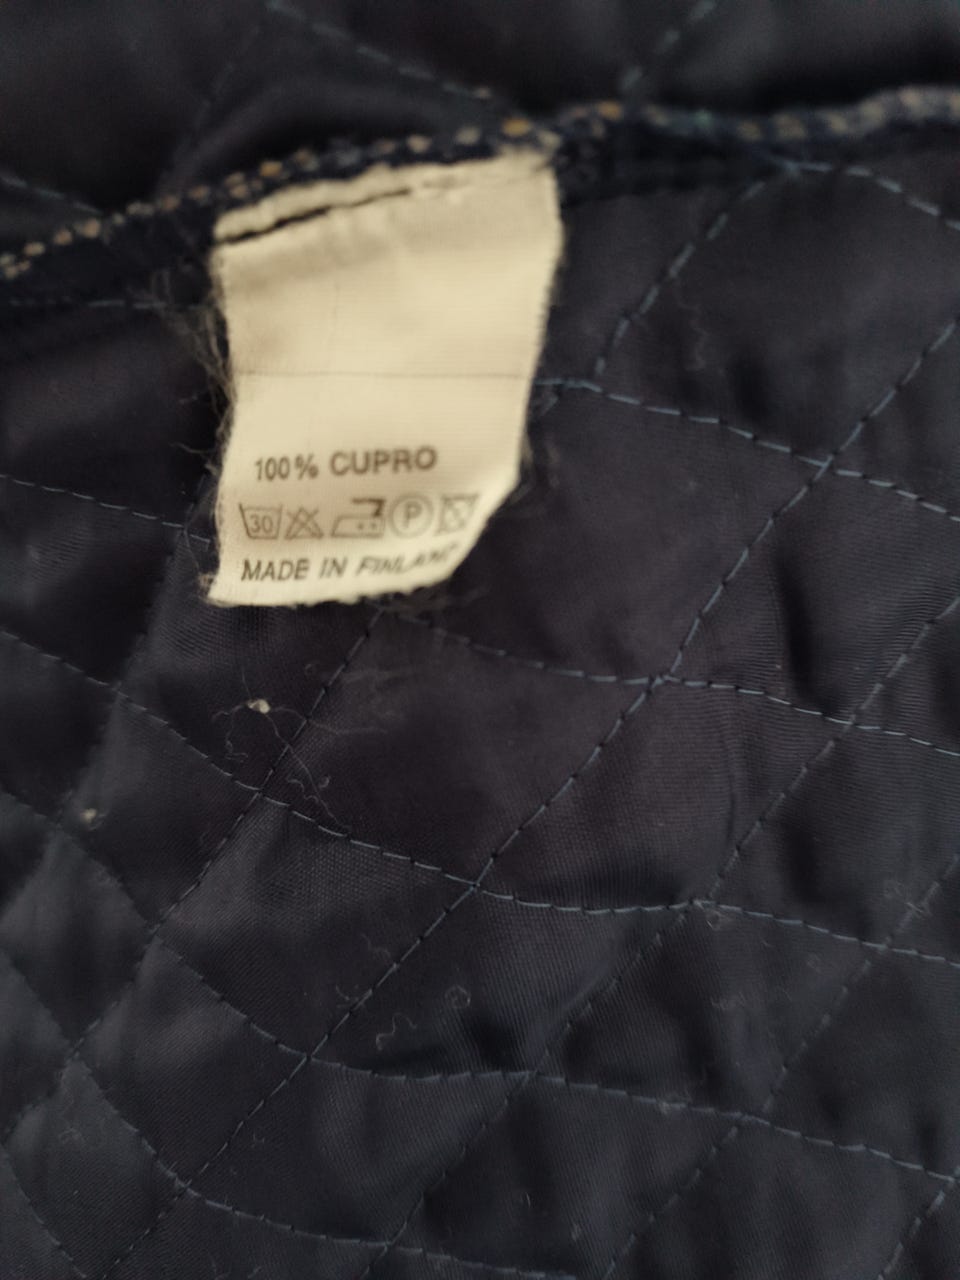 100% CUPRO
30 P
MADE IN FINLAND